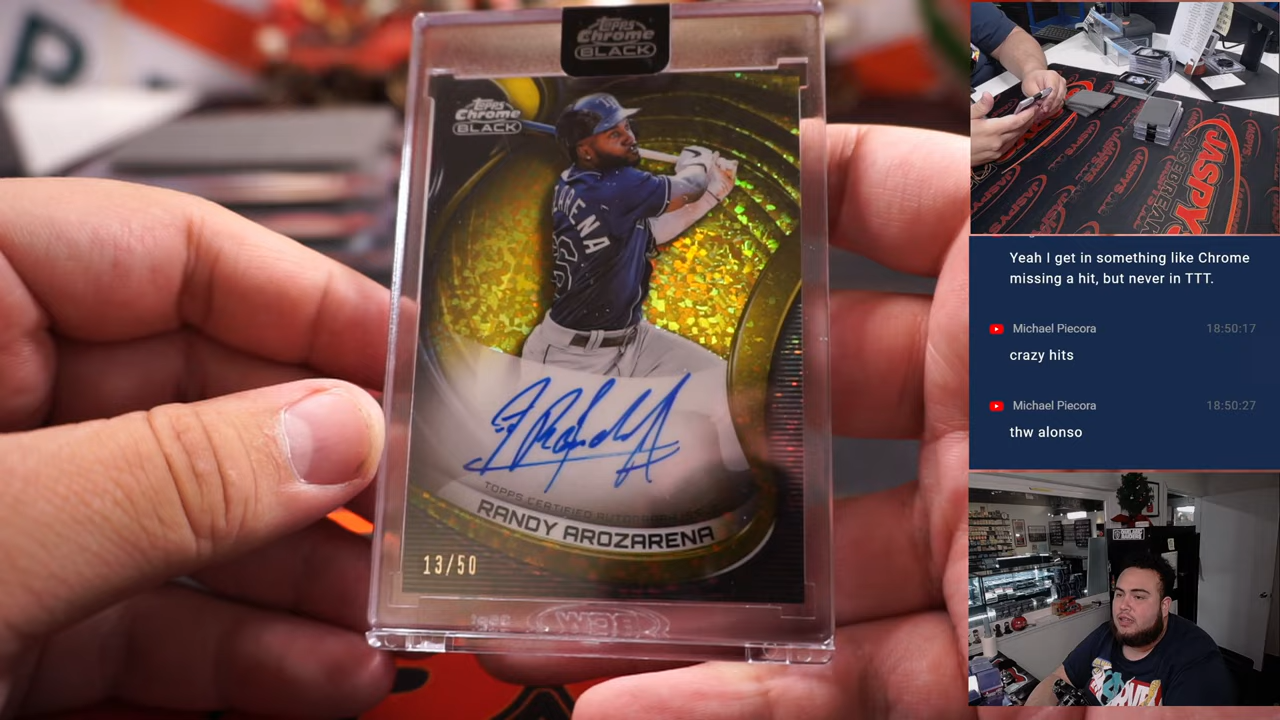 Topps
Chrome
BLACK
Topps
Chrome
BLACK
ARENA
TOPPS CERTIFIED AUTOGRAPH
RANDY AROZARENA
13/50
JASPY'S
Yeah I get in something like Chrome
missing a hit, but never in TTT.
Michael Piecora
18:50:17
crazy hits
Michael Piecora
18:50:27
thw alonso